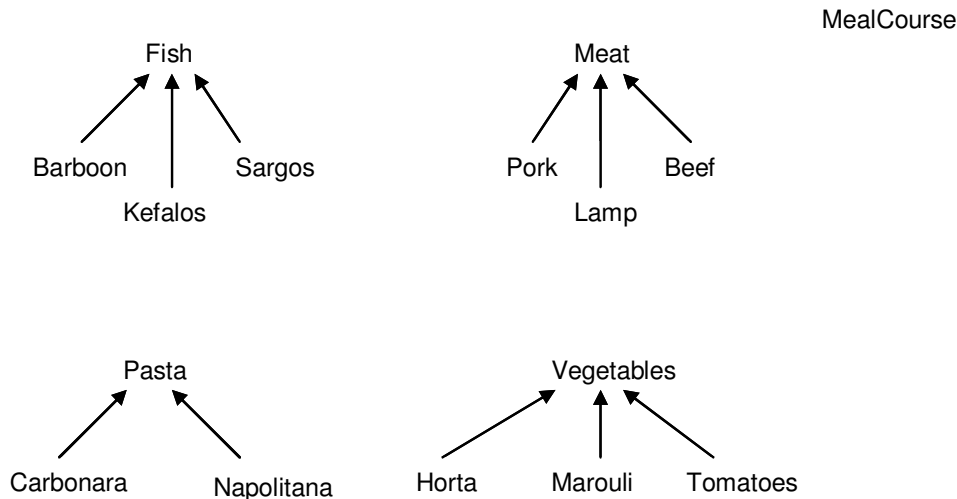 MealCourse
Fish
Meat
Barboon
Sargos
Pork
Beef
Kefalos
Lamp
Pasta
Vegetables
Carbonara
Napolitana
Horta
Marouli
Tomatoes